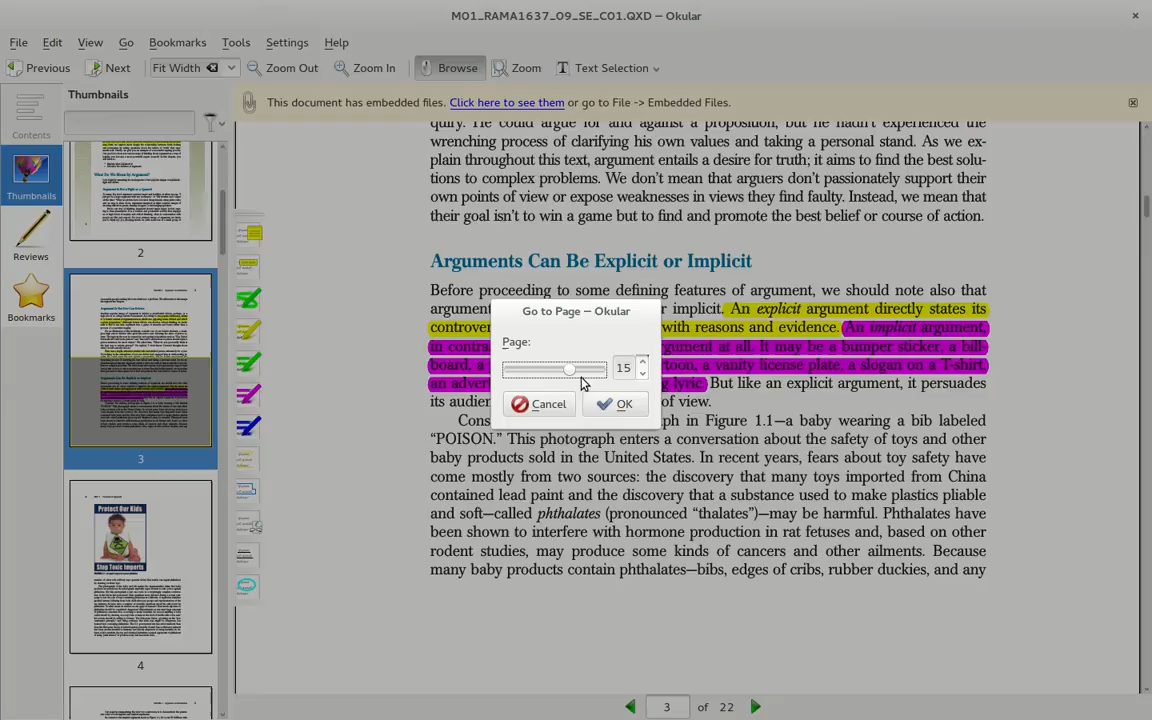 M01_RAMA1637_09_SE_C01.QXD – Okular
File Edit View Go Bookmarks Tools Settings Help
Previous Next Fit Width Zoom Out Zoom In Browse Zoom Text Selection
Contents
Thumbnails
Reviews
Bookmarks
Thumbnails
2
3
Protect Our Kids
Stop Toxic Imports
4
This document has embedded files. Click here to see them or go to File -> Embedded Files.
quiry. He could argue for and against a proposition, but he hadn't experienced the
wrenching process of clarifying his own values and taking a personal stand. As we ex-
plain throughout this text, argument entails a desire for truth; it aims to find the best solu-
tions to complex problems. We don't mean that arguers don't passionately support their
own points of view or expose weaknesses in views they find faulty. Instead, we mean that
their goal isn't to win a game but to find and promote the best belief or course of action.
Arguments Can Be Explicit or Implicit
Before proceeding to some defining features of argument, we should note also that
argument r implicit. An explicit argument directly states its
controver with reasons and evidence. An implicit argument,
in contra rgument at all. It may be a bumper sticker, a bill-
board, a toon, a vanity license plate, a slogan on a T-shirt,
an advert g lyric. But like an explicit argument, it persuades
its audien of view.
Cons ph in Figure 1.1—a baby wearing a bib labeled
“POISON.” This photograph enters a conversation about the safety of toys and other
baby products sold in the United States. In recent years, fears about toy safety have
come mostly from two sources: the discovery that many toys imported from China
contained lead paint and the discovery that a substance used to make plastics pliable
and soft—called phthalates (pronounced “thalates”)—may be harmful. Phthalates have
been shown to interfere with hormone production in rat fetuses and, based on other
rodent studies, may produce some kinds of cancers and other ailments. Because
many baby products contain phthalates—bibs, edges of cribs, rubber duckies, and any
Go to Page – Okular
Page:
15
Cancel OK
3 of 22